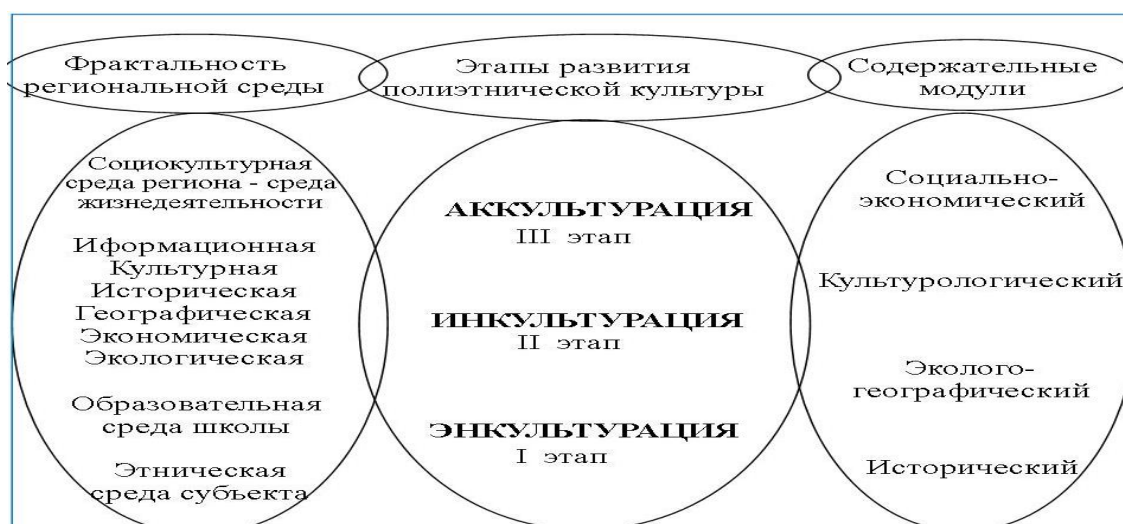 Фрактальность
региональной среды
Этапы развития
полиэтнической культуры
Содержательные
модули
Социокультурная
среда региона - среда
жизнедеятельности
Иформационная
Культурная
Историческая
Географическая
Экономическая
Экологическая
Образовательная
среда школы
Этническая
среда субъекта
АККУЛЬТУРАЦИЯ
III этап
ИНКУЛЬТУРАЦИЯ
II этап
ЭНКУЛЬТУРАЦИЯ
I этап
Социально-
экономический
Культурологический
Эколого-
географический
Исторический